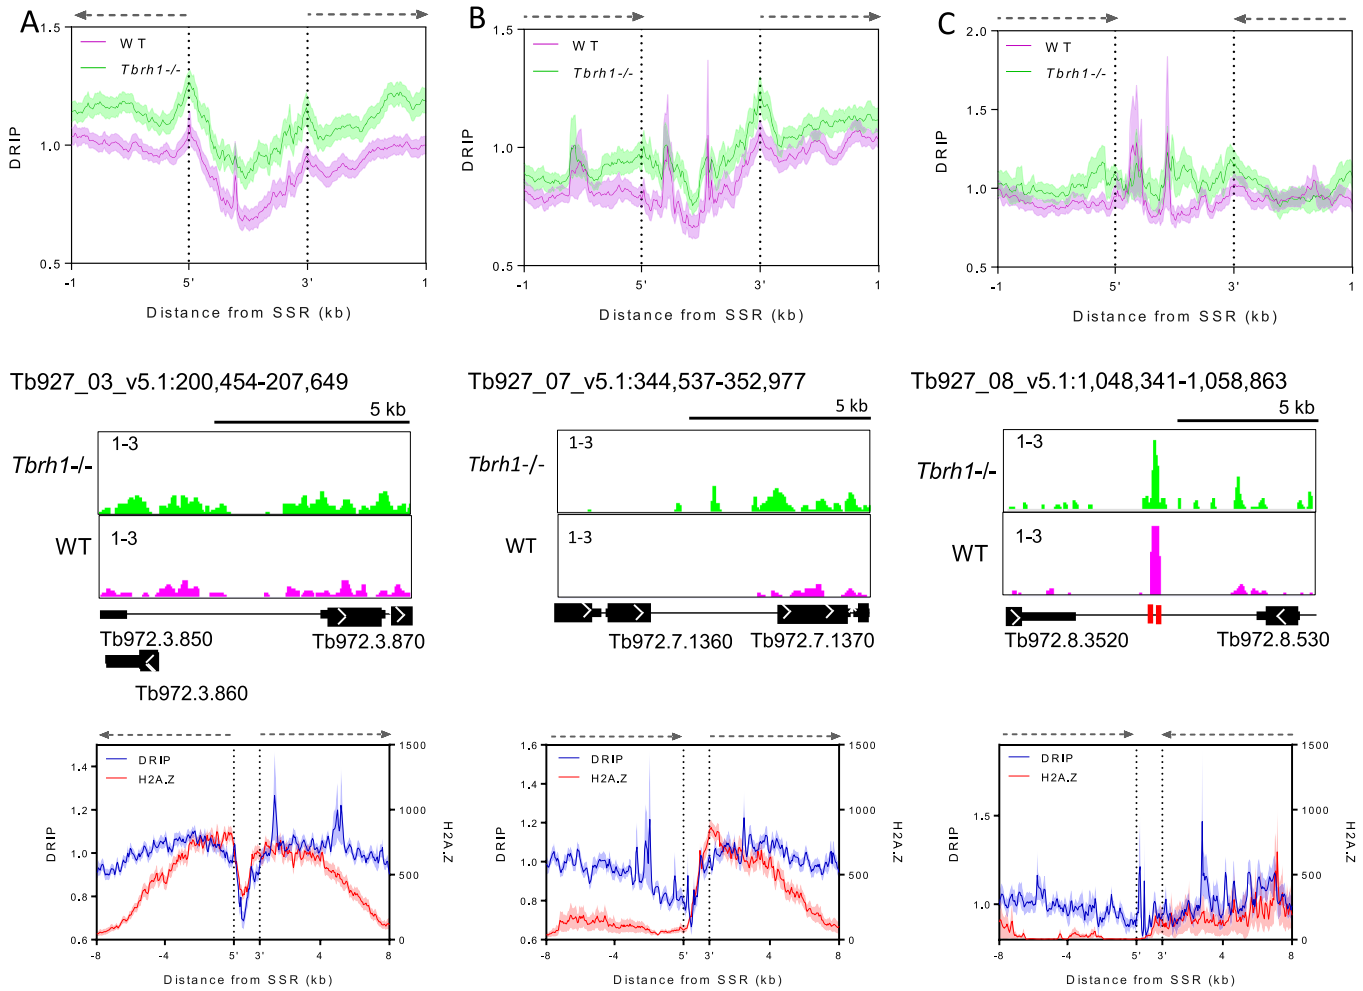 A
1.5
WT
Tbrh1-/-
1.0
DRIP
0.5
-1
5'
3'
1
Distance from SSR (kb)
B
1.5
WT
Tbrh1-/-
1.0
DRIP
0.5
-1
5'
3'
1
Distance from SSR (kb)
C
2.0
WT
Tbrh1-/-
1.5
DRIP
1.0
0.5
-1
5'
3'
1
Distance from SSR (kb)
Tb927_03_v5.1:200,454-207,649
5 kb
1-3
Tbrh1-/-
1-3
WT
Tb972.3.850
Tb972.3.870
Tb972.3.860
Tb927_07_v5.1:344,537-352,977
5 kb
1-3
Tbrh1-/-
1-3
WT
Tb972.7.1360
Tb972.7.1370
Tb927_08_v5.1:1,048,341-1,058,863
5 kb
1-3
Tbrh1-/-
1-3
WT
Tb972.8.3520
Tb972.8.530
DRIP
H2A.Z
1.4
1.2
1.0
0.8
0.6
DRIP
1500
1000
500
0
H2A.Z
-8
-4
5'
3'
4
8
Distance from SSR (kb)
DRIP
H2A.Z
1.6
1.4
1.2
1.0
0.8
0.6
DRIP
1500
1000
500
0
H2A.Z
-8
-4
5'
3'
4
8
Distance from SSR (kb)
DRIP
H2A.Z
1.5
1.0
DRIP
1500
1000
500
0
H2A.Z
-8
-4
5'
3'
4
8
Distance from SSR (kb)